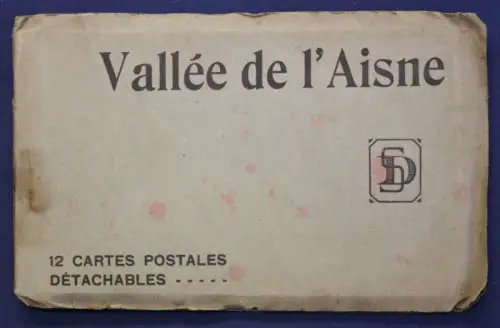 Vallée de l'Aisne
SD
12 CARTES POSTALES
DÉTACHABLES - - - - -